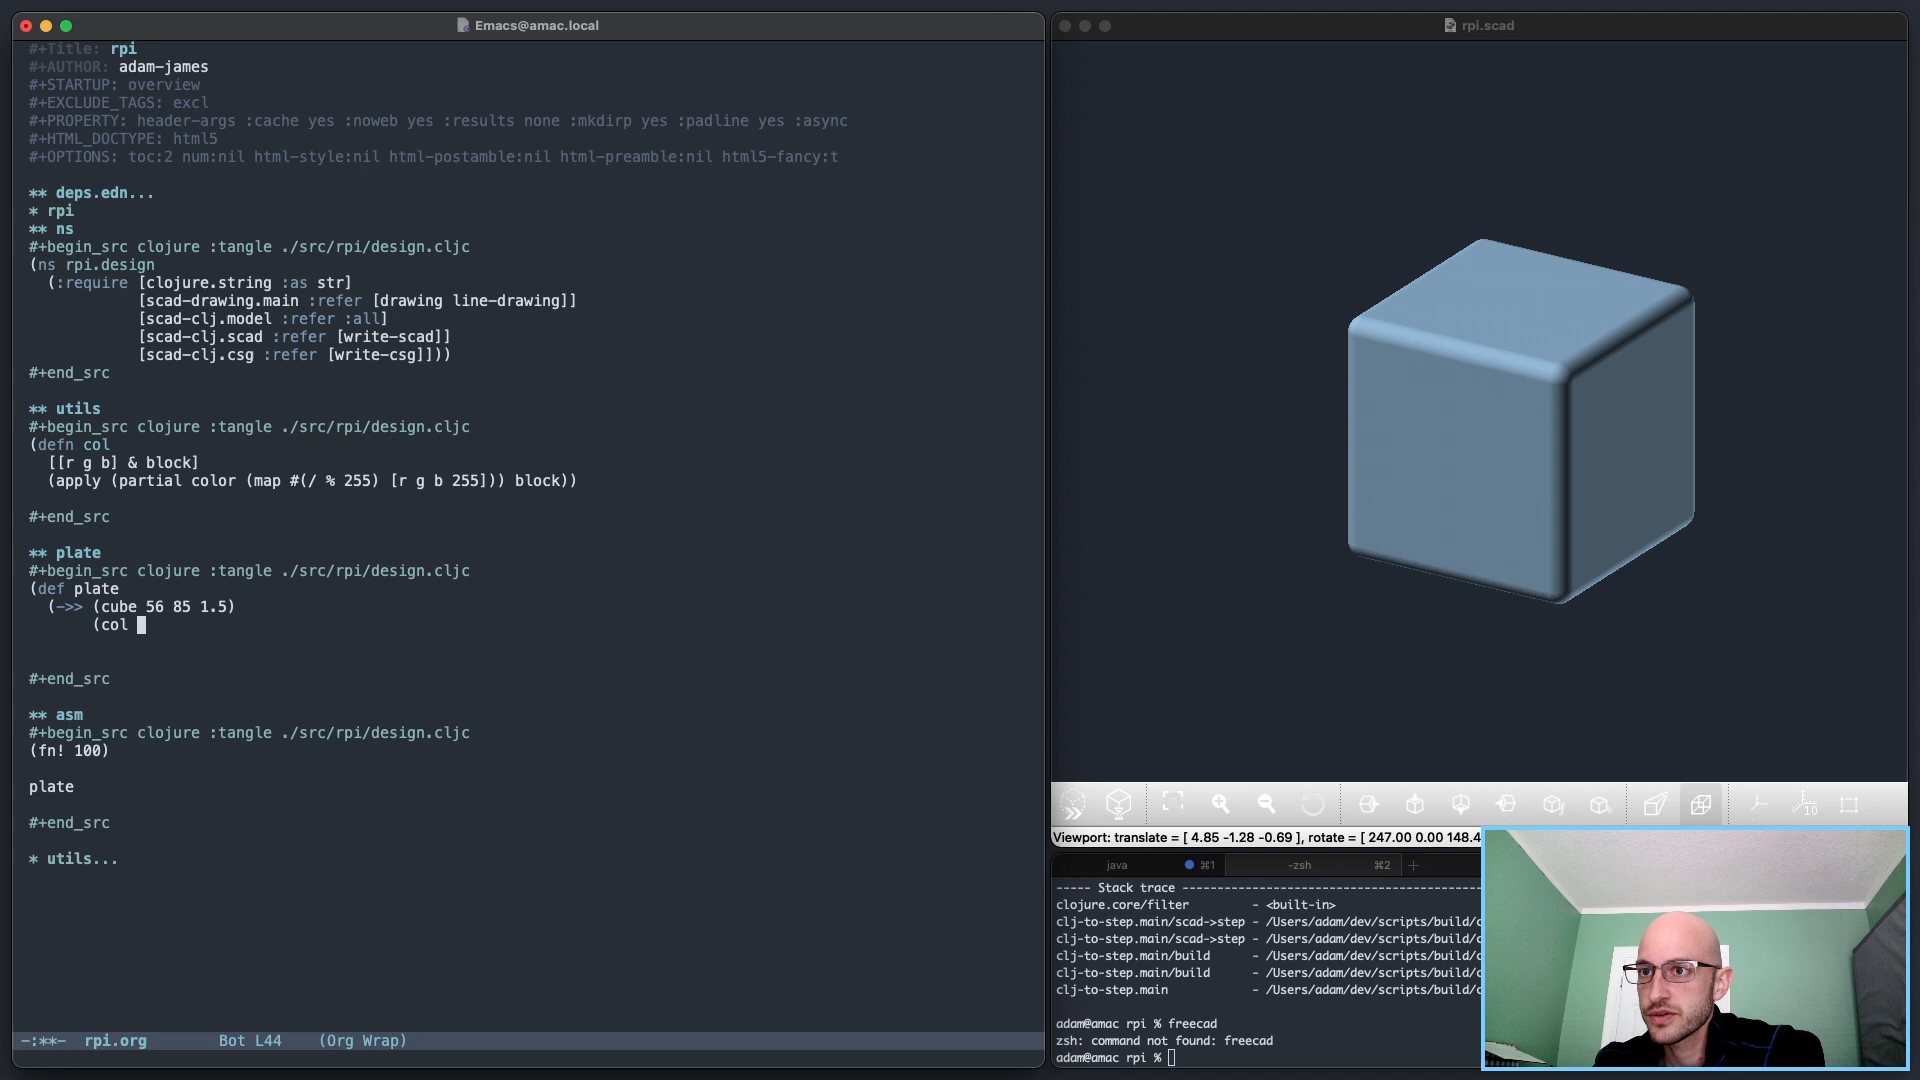 Emacs@amac.local
#+Title: rpi
#+AUTHOR: adam-james
#+STARTUP: overview
#+EXCLUDE_TAGS: excl
#+PROPERTY: header-args :cache yes :noweb yes :results none :mkdirp yes :padline yes :async
#+HTML_DOCTYPE: html5
#+OPTIONS: toc:2 num:nil html-style:nil html-postamble:nil html-preamble:nil html5-fancy:t
** deps.edn...
* rpi
** ns
#+begin_src clojure :tangle ./src/rpi/design.cljc
(ns rpi.design
(:require [clojure.string :as str]
[scad-drawing.main :refer [drawing line-drawing]]
[scad-clj.model :refer :all]
[scad-clj.scad :refer [write-scad]]
[scad-clj.csg :refer [write-csg]]))
#+end_src
** utils
#+begin_src clojure :tangle ./src/rpi/design.cljc
(defn col
[[r g b] & block]
(apply (partial color (map #(/ % 255) [r g b 255])) block))
#+end_src
** plate
#+begin_src clojure :tangle ./src/rpi/design.cljc
(def plate
(->> (cube 56 85 1.5)
(col
#+end_src
** asm
#+begin_src clojure :tangle ./src/rpi/design.cljc
(fn! 100)
plate
#+end_src
* utils...
-:**-  rpi.org        Bot L44    (Org Wrap)
rpi.scad
10
Viewport: translate = [ 4.85 -1.28 -0.69 ], rotate = [ 247.00 0.00 148.4
java ⌘1 -zsh ⌘2 +
----- Stack trace -----------------------------------
clojure.core/filter - <built-in>
clj-to-step.main/scad->step - /Users/adam/dev/scripts/build/c
clj-to-step.main/scad->step - /Users/adam/dev/scripts/build/c
clj-to-step.main/build - /Users/adam/dev/scripts/build/c
clj-to-step.main/build - /Users/adam/dev/scripts/build/c
clj-to-step.main - /Users/adam/dev/scripts/build/c
adam@amac rpi % freecad
zsh: command not found: freecad
adam@amac rpi %